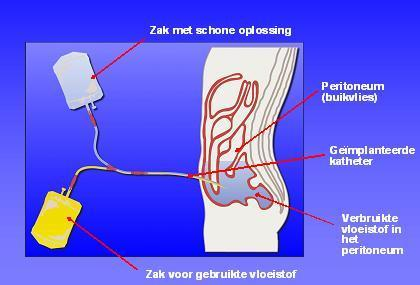 Zak met schone oplossing
Peritoneum
(buikvlies)
Geïmplanteerde
katheter
Verbruikte
vloeistof in
het
peritoneum
Zak voor gebruikte vloeistof